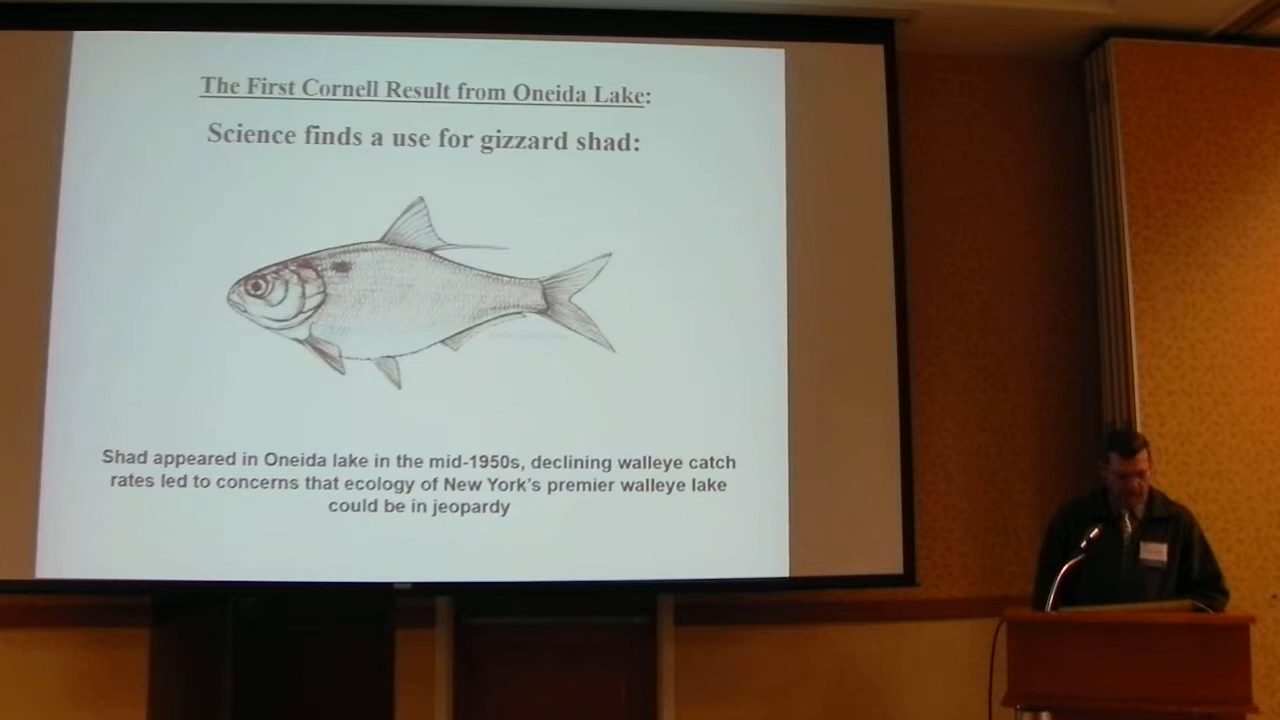 The First Cornell Result from Oneida Lake:
Science finds a use for gizzard shad:
Shad appeared in Oneida lake in the mid-1950s, declining walleye catch
rates led to concerns that ecology of New York's premier walleye lake
could be in jeopardy